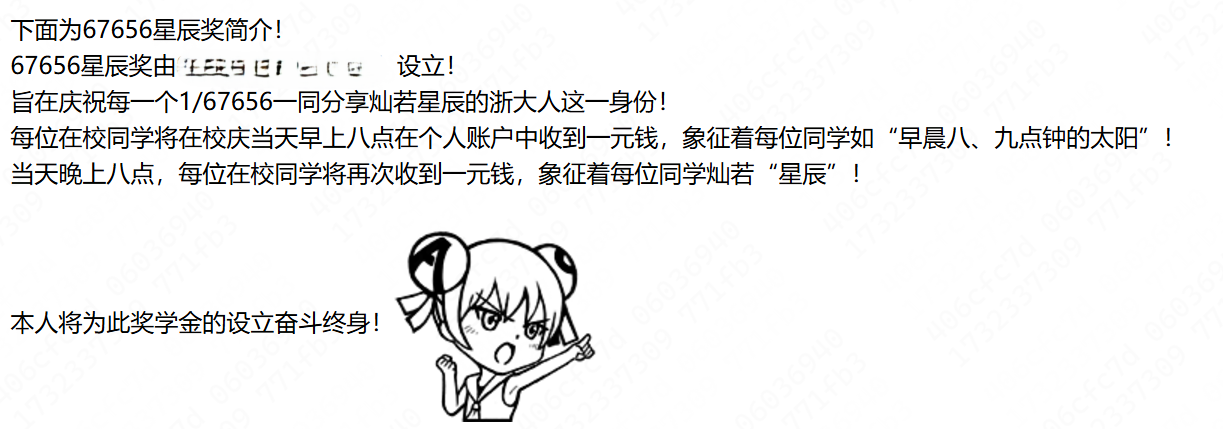 下面为67656星辰奖简介！
67656星辰奖由 设立！
旨在庆祝每一个1/67656一同分享灿若星辰的浙大人这一身份！
每位在校同学将在校庆当天早上八点在个人账户中收到一元钱，象征着每位同学如“早晨八、九点钟的太阳”！
当天晚上八点，每位在校同学将再次收到一元钱，象征着每位同学灿若“星辰”！
本人将为此奖学金的设立奋斗终身！